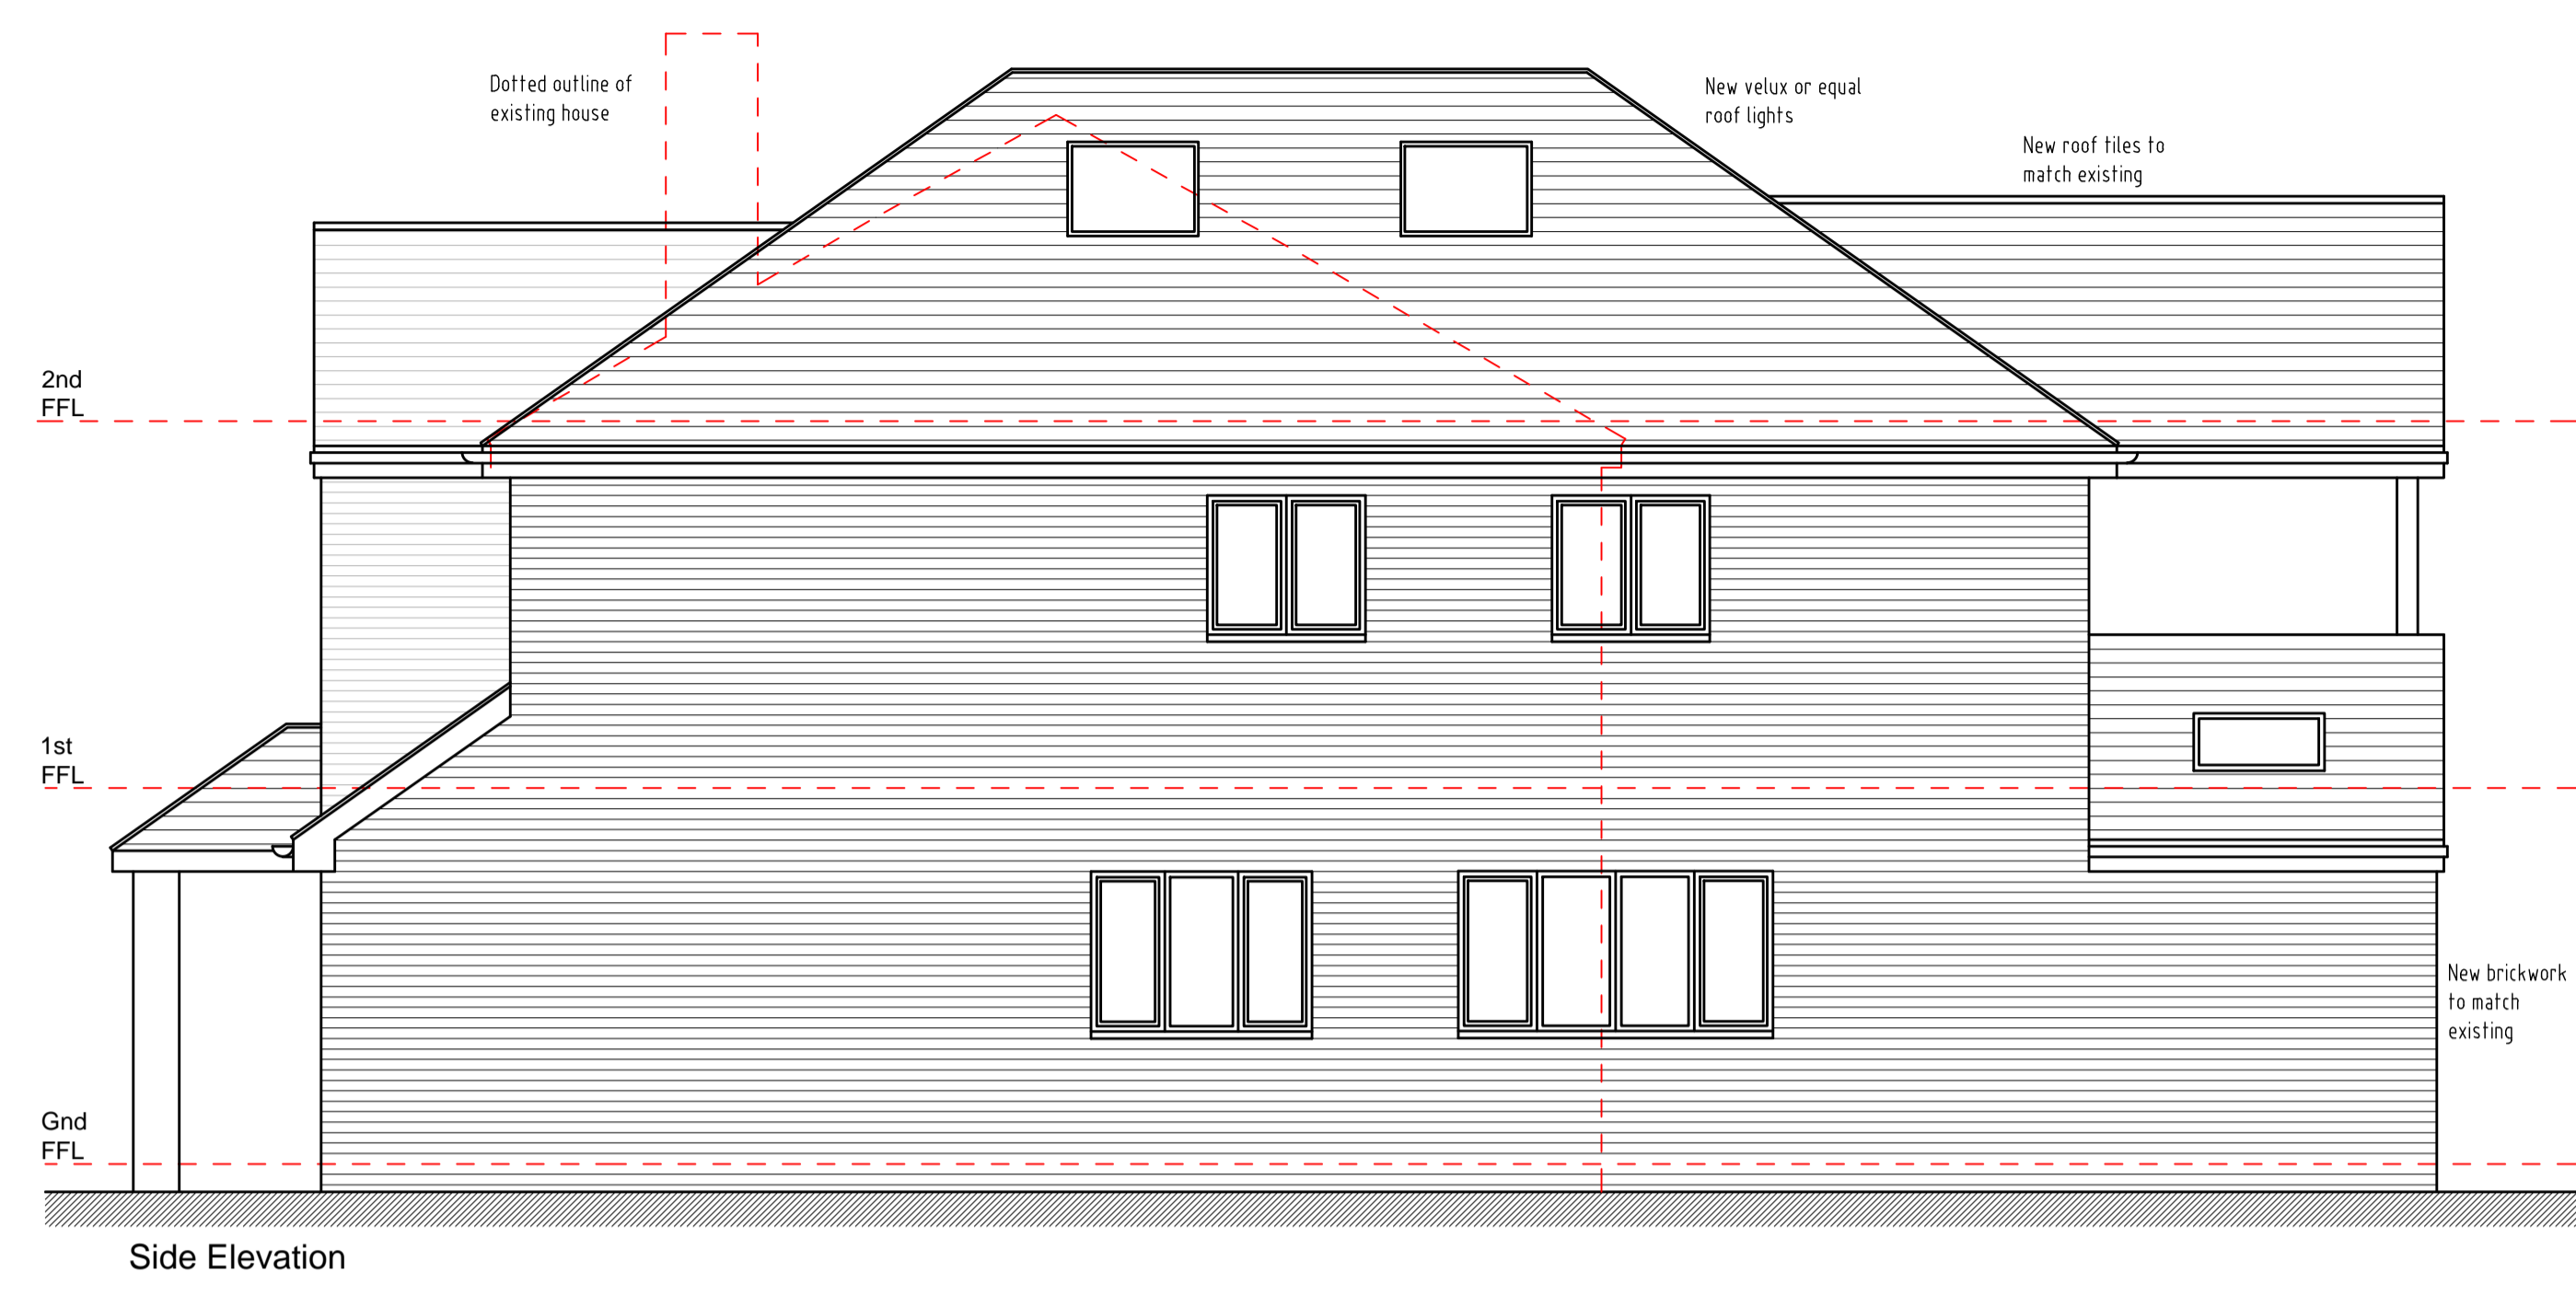 Dotted outline of
existing house
New velux or equal
roof lights
New roof tiles to
match existing
2nd
FFL
1st
FFL
New brickwork
to match
existing
Gnd
FFL
Side Elevation